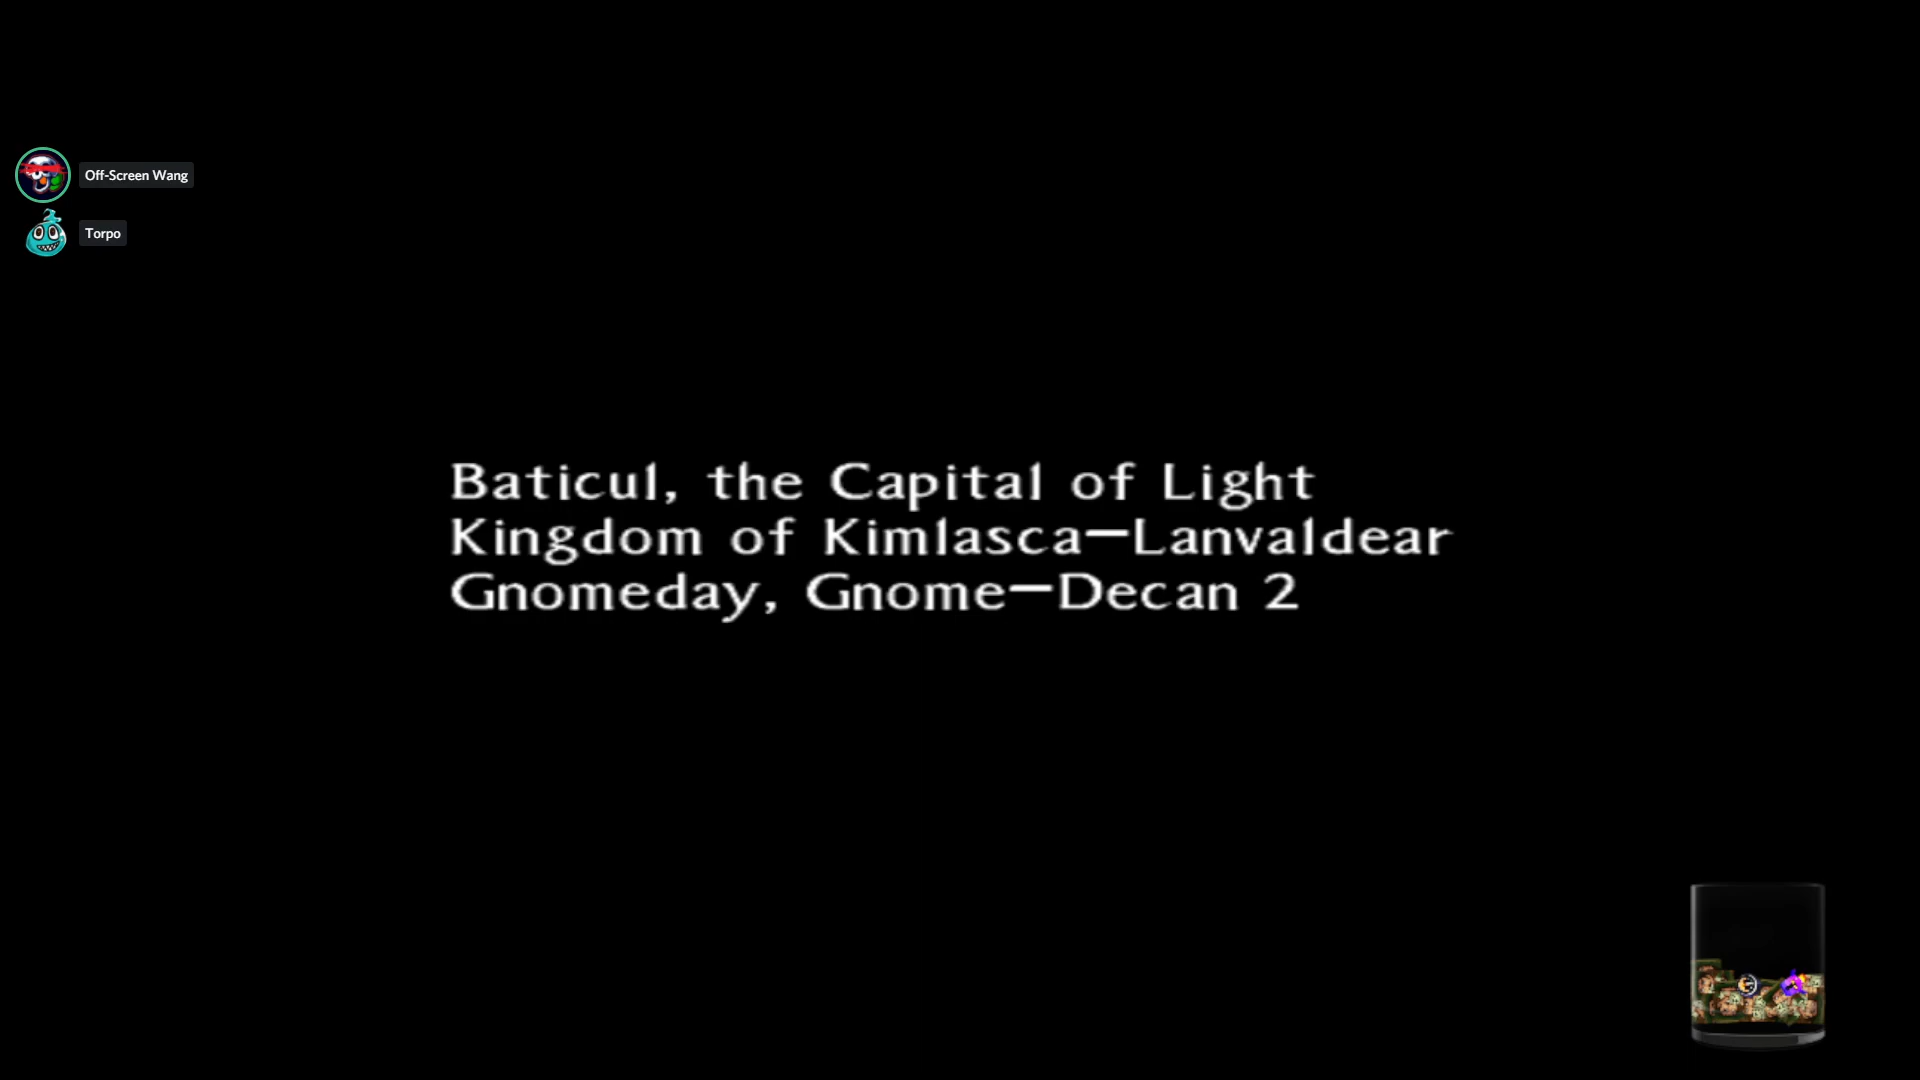 Off-Screen Wang
Torpo
Baticul, the Capital of Light
Kingdom of Kimlasca—Lanvaldear
Gnomeday, Gnome—Decan 2